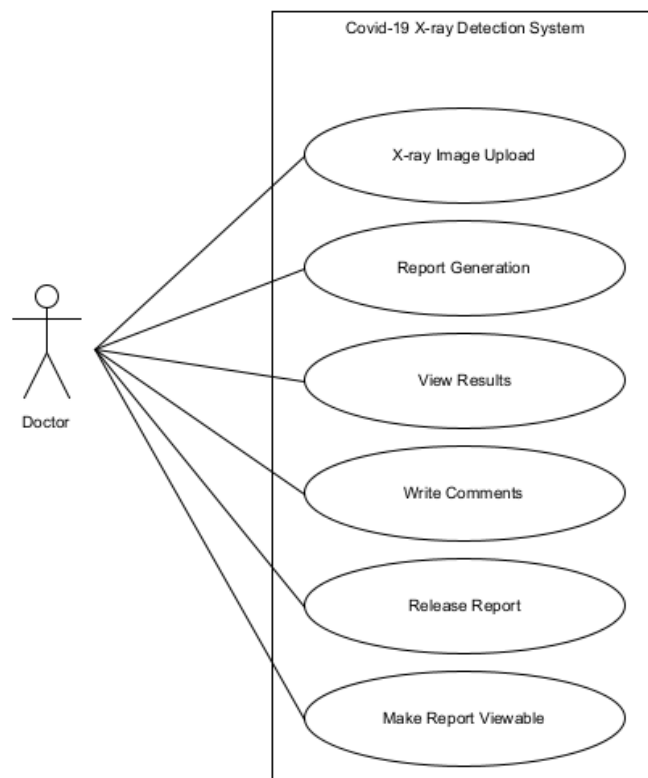 Covid-19 X-ray Detection System
X-ray Image Upload
Report Generation
View Results
Doctor
Write Comments
Release Report
Make Report Viewable